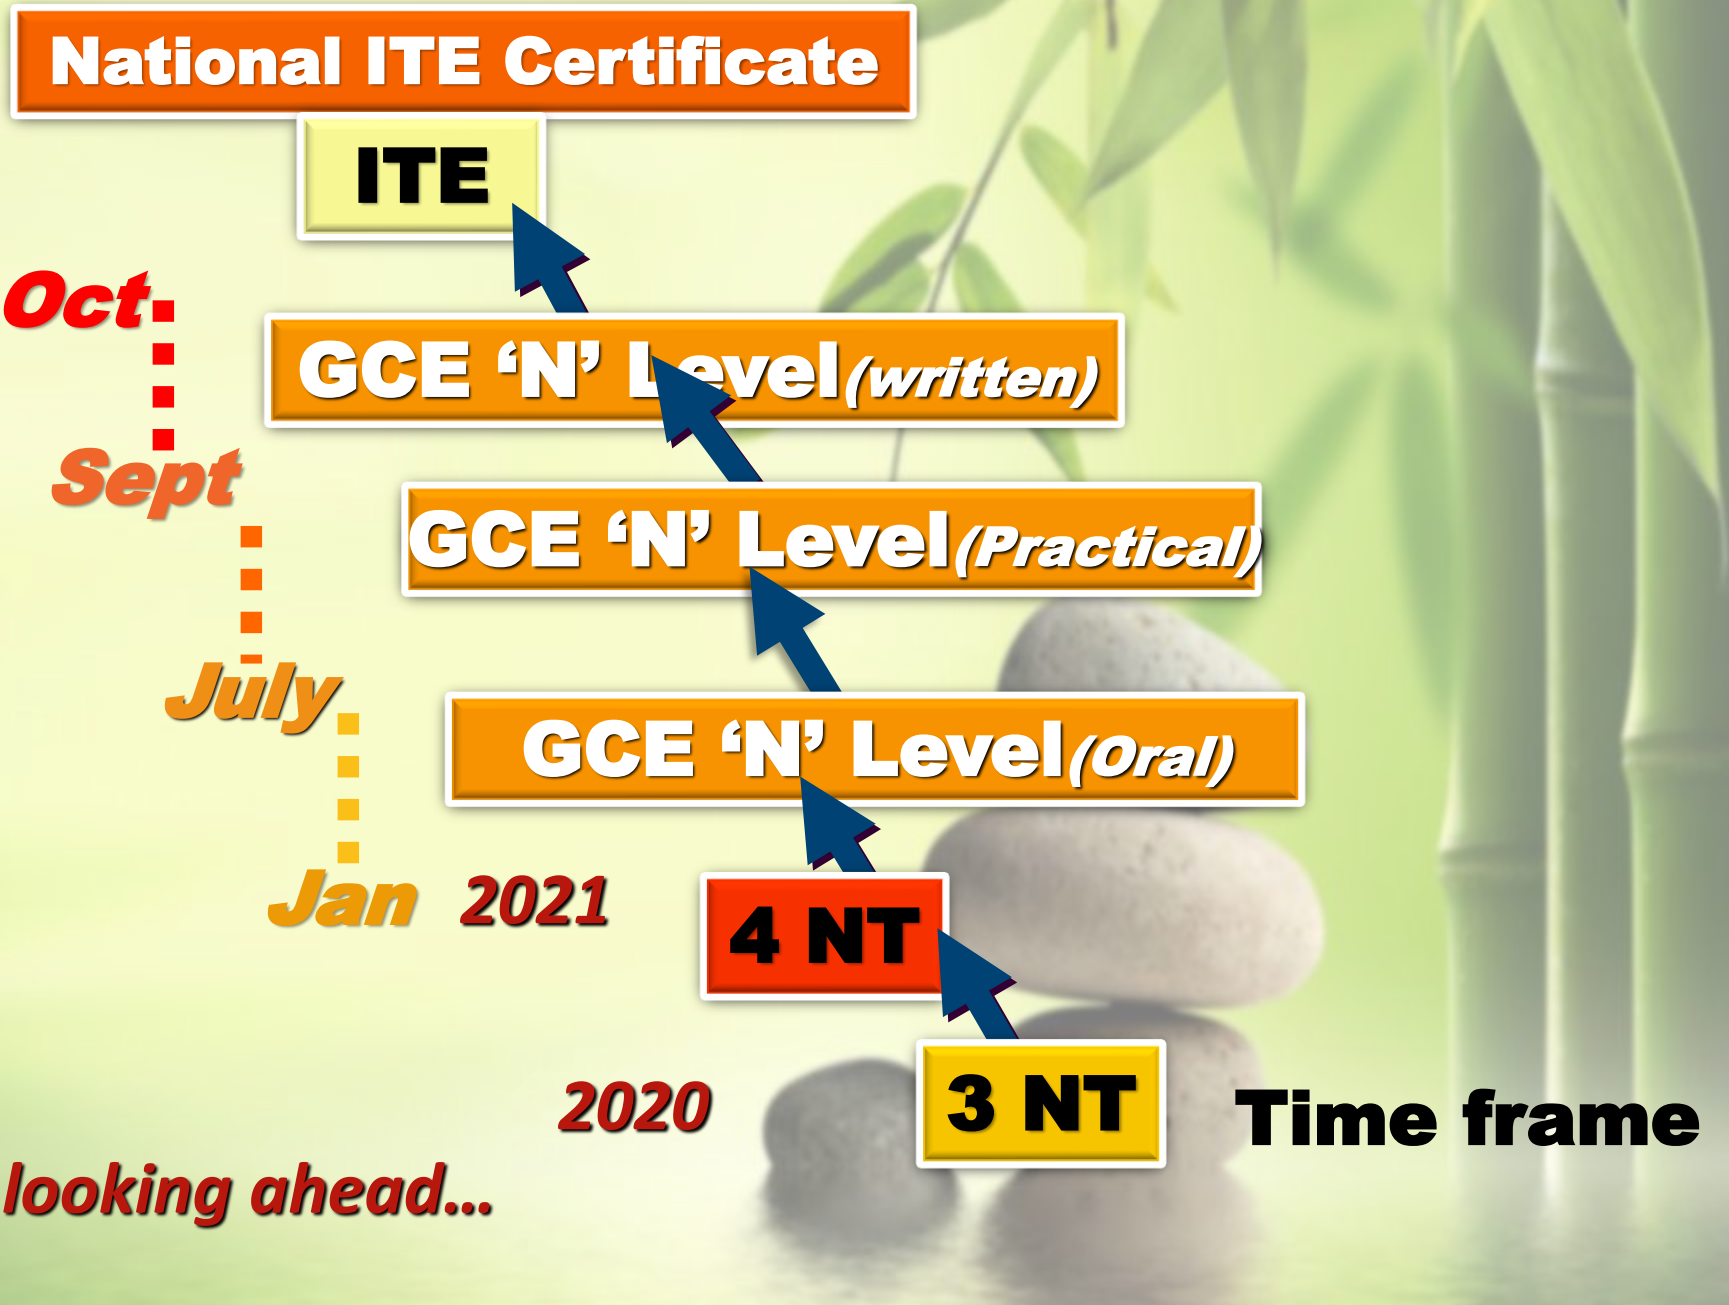 National ITE Certificate
ITE
Oct
GCE ‘N’ Level(written)
Sept
GCE ‘N’ Level(Practical)
July
GCE ‘N’ Level(Oral)
Jan 2021
4 NT
2020
3 NT
Time frame
looking ahead...